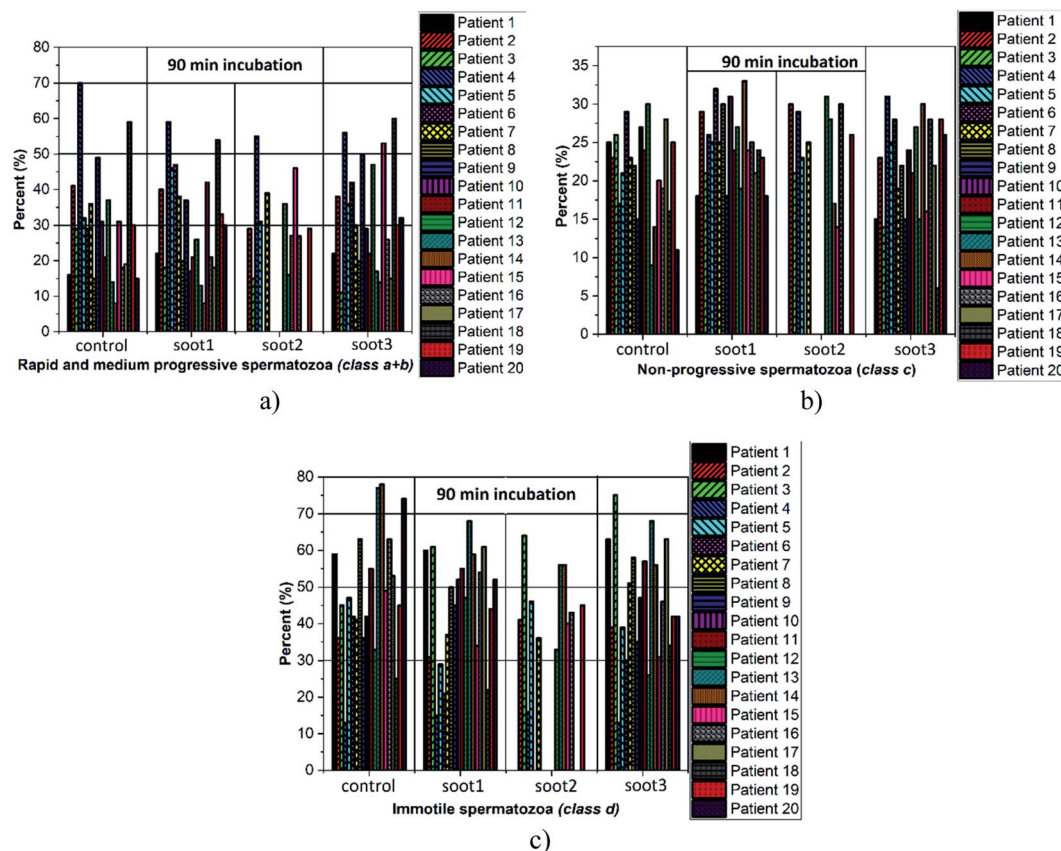 a)
Percent (%)
80
70
60
50
40
30
20
10
0
90 min incubation
control
soot1
soot2
soot3
Rapid and medium progressive spermatozoa (class a+b)
Patient 1
Patient 2
Patient 3
Patient 4
Patient 5
Patient 6
Patient 7
Patient 8
Patient 9
Patient 10
Patient 11
Patient 12
Patient 13
Patient 14
Patient 15
Patient 16
Patient 17
Patient 18
Patient 19
Patient 20
b)
Percent (%)
35
30
25
20
15
10
5
0
90 min incubation
control
soot1
soot2
soot3
Non-progressive spermatozoa (class c)
Patient 1
Patient 2
Patient 3
Patient 4
Patient 5
Patient 6
Patient 7
Patient 8
Patient 9
Patient 10
Patient 11
Patient 12
Patient 13
Patient 14
Patient 15
Patient 16
Patient 17
Patient 18
Patient 19
Patient 20
Percent (%)
80
70
60
50
40
30
20
10
0
90 min incubation
control
soot1
soot2
soot3
Immotile spermatozoa (class d)
Patient 1
Patient 2
Patient 3
Patient 4
Patient 5
Patient 6
Patient 7
Patient 8
Patient 9
Patient 10
Patient 11
Patient 12
Patient 13
Patient 14
Patient 15
Patient 16
Patient 17
Patient 18
Patient 19
Patient 20
c)